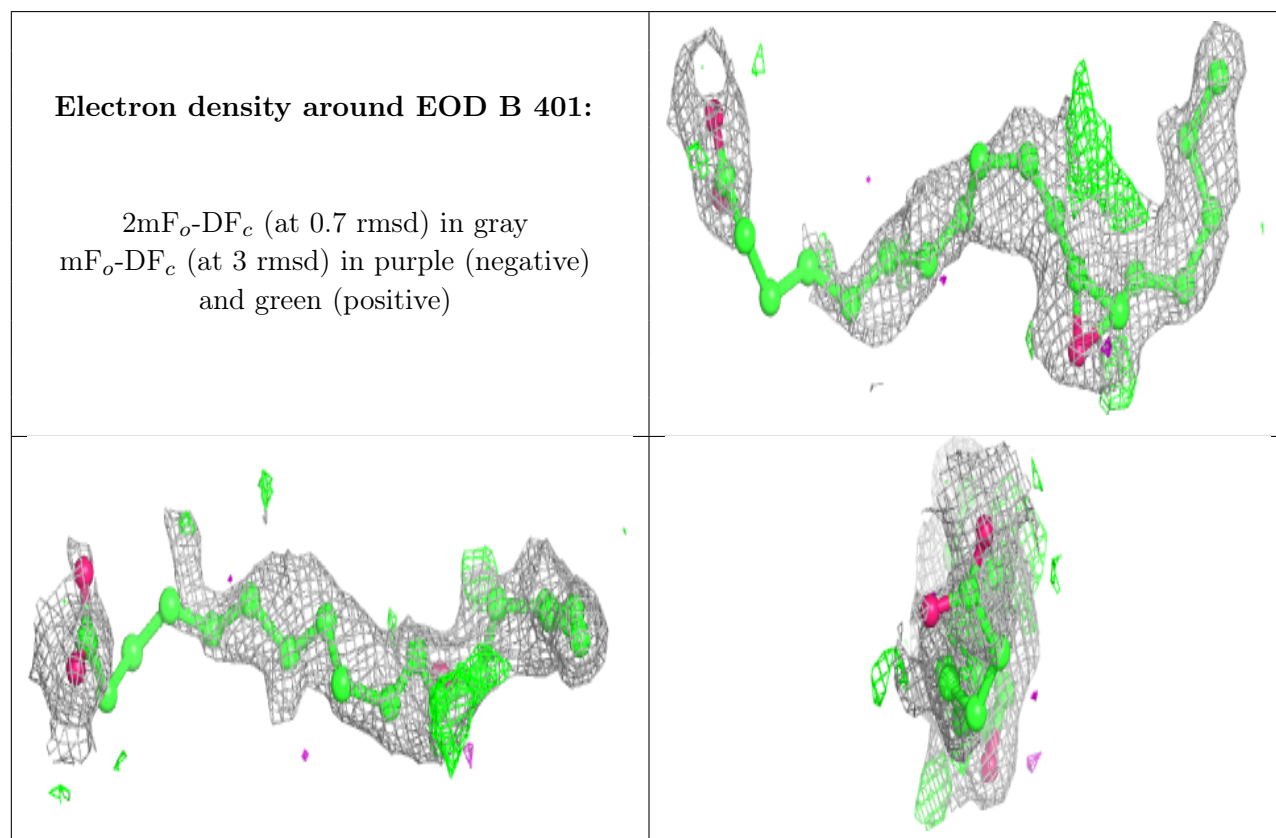 Electron density around EOD B 401:
2mFo-DFc (at 0.7 rmsd) in gray
mFo-DFc (at 3 rmsd) in purple (negative)
and green (positive)